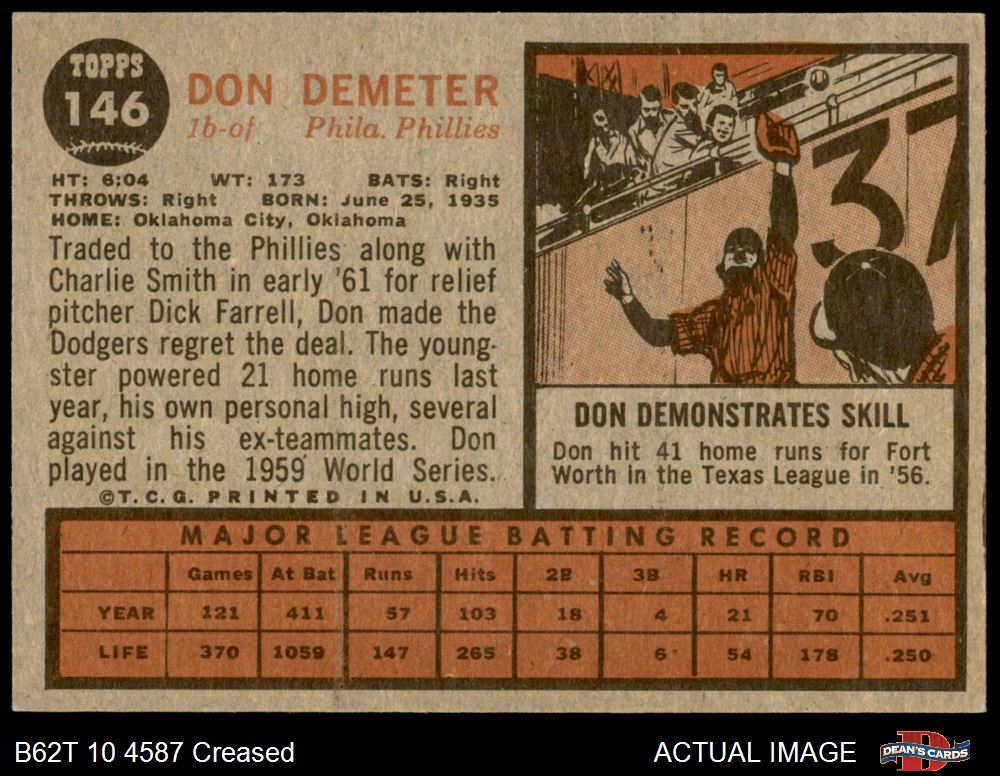 TOPPS
146
DON DEMETER
1b-of Phila. Phillies
HT: 6:04 WT: 173 BATS: Right
THROWS: Right BORN: June 25, 1935
HOME: Oklahoma City, Oklahoma
Traded to the Phillies along with
Charlie Smith in early '61 for relief
pitcher Dick Farrell, Don made the
Dodgers regret the deal. The young-
ster powered 21 home runs last
year, his own personal high, several
against his ex-teammates. Don
played in the 1959 World Series.
©T.C.G. PRINTED IN U.S.A.
37
DON DEMONSTRATES SKILL
Don hit 41 home runs for Fort
Worth in the Texas League in '56.
MAJOR LEAGUE BATTING RECORD
Games At Bat Runs Hits 2B 3B HR RBI Avg
YEAR 121 411 57 103 18 4 21 70 .251
LIFE 370 1059 147 265 38 6 54 178 .250
B62T 10 4587 Creased
ACTUAL IMAGE
D
DEAN'S CARDS